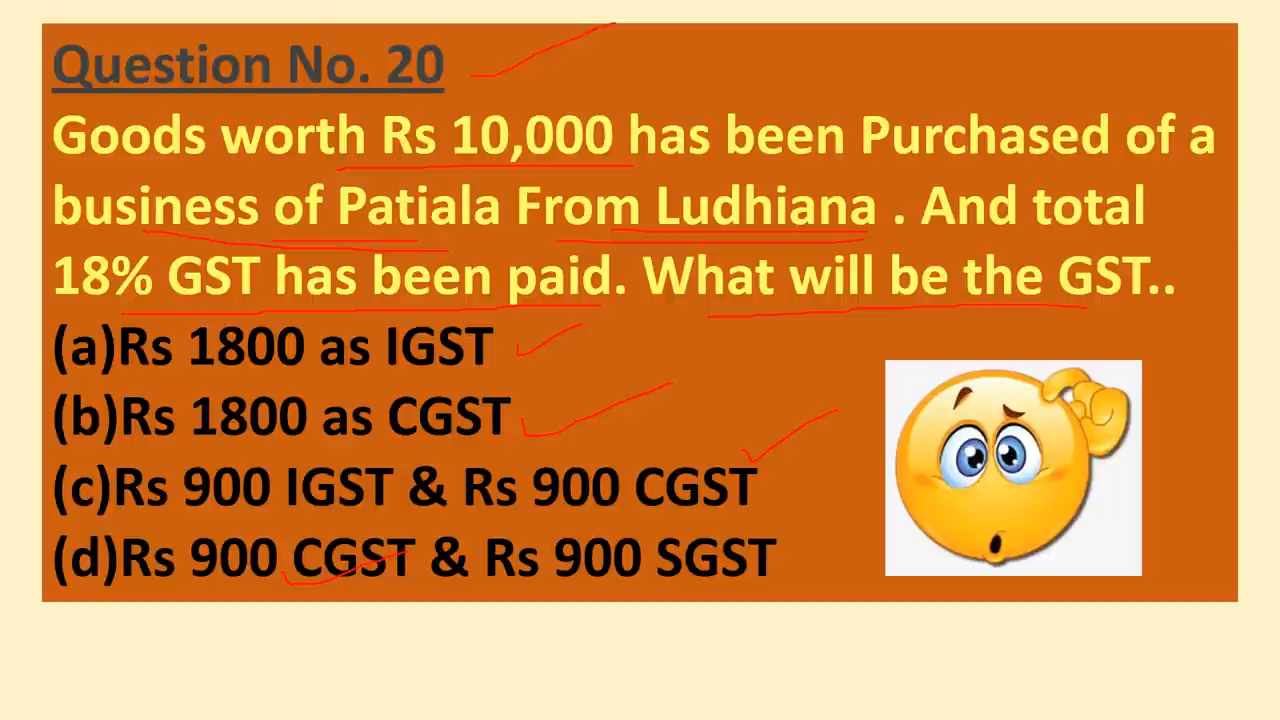 Question No. 20
Goods worth Rs 10,000 has been Purchased of a
business of Patiala From Ludhiana . And total
18% GST has been paid. What will be the GST..
(a)Rs 1800 as IGST
(b)Rs 1800 as CGST
(c)Rs 900 IGST & Rs 900 CGST
(d)Rs 900 CGST & Rs 900 SGST